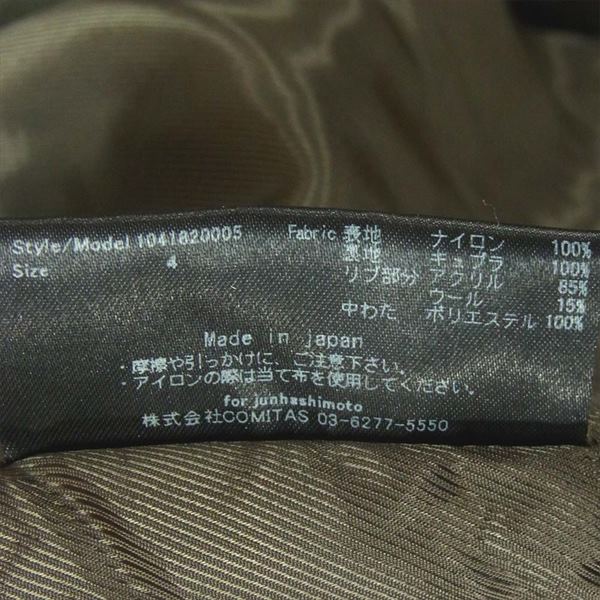 Style/Model 1041820005 Fabric 表地 ナイロン 100%
Size 4 裏地 キュプラ 100%
リブ部分 アクリル 85%
ウール 15%
中わた ポリエステル 100%
Made in japan
・摩擦や引っかけに、ご注意下さい。
・アイロンの際は当て布を使用してください。
for junhashimoto
株式会社COMITAS 03-6277-5550